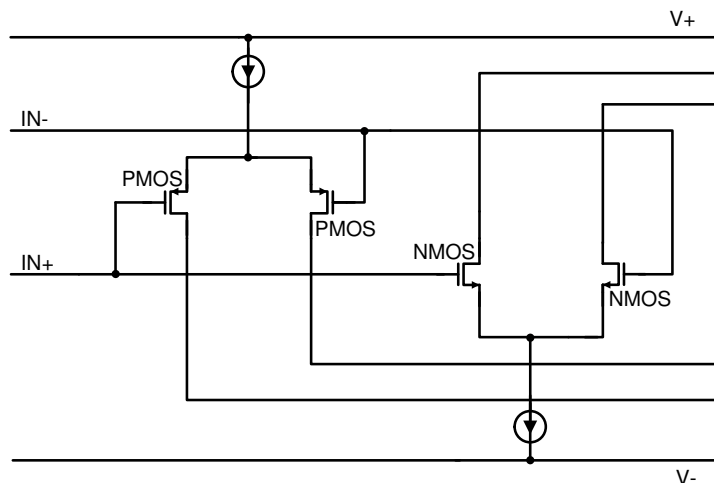 V+
IN-
PMOS
PMOS
NMOS
IN+
NMOS
V-